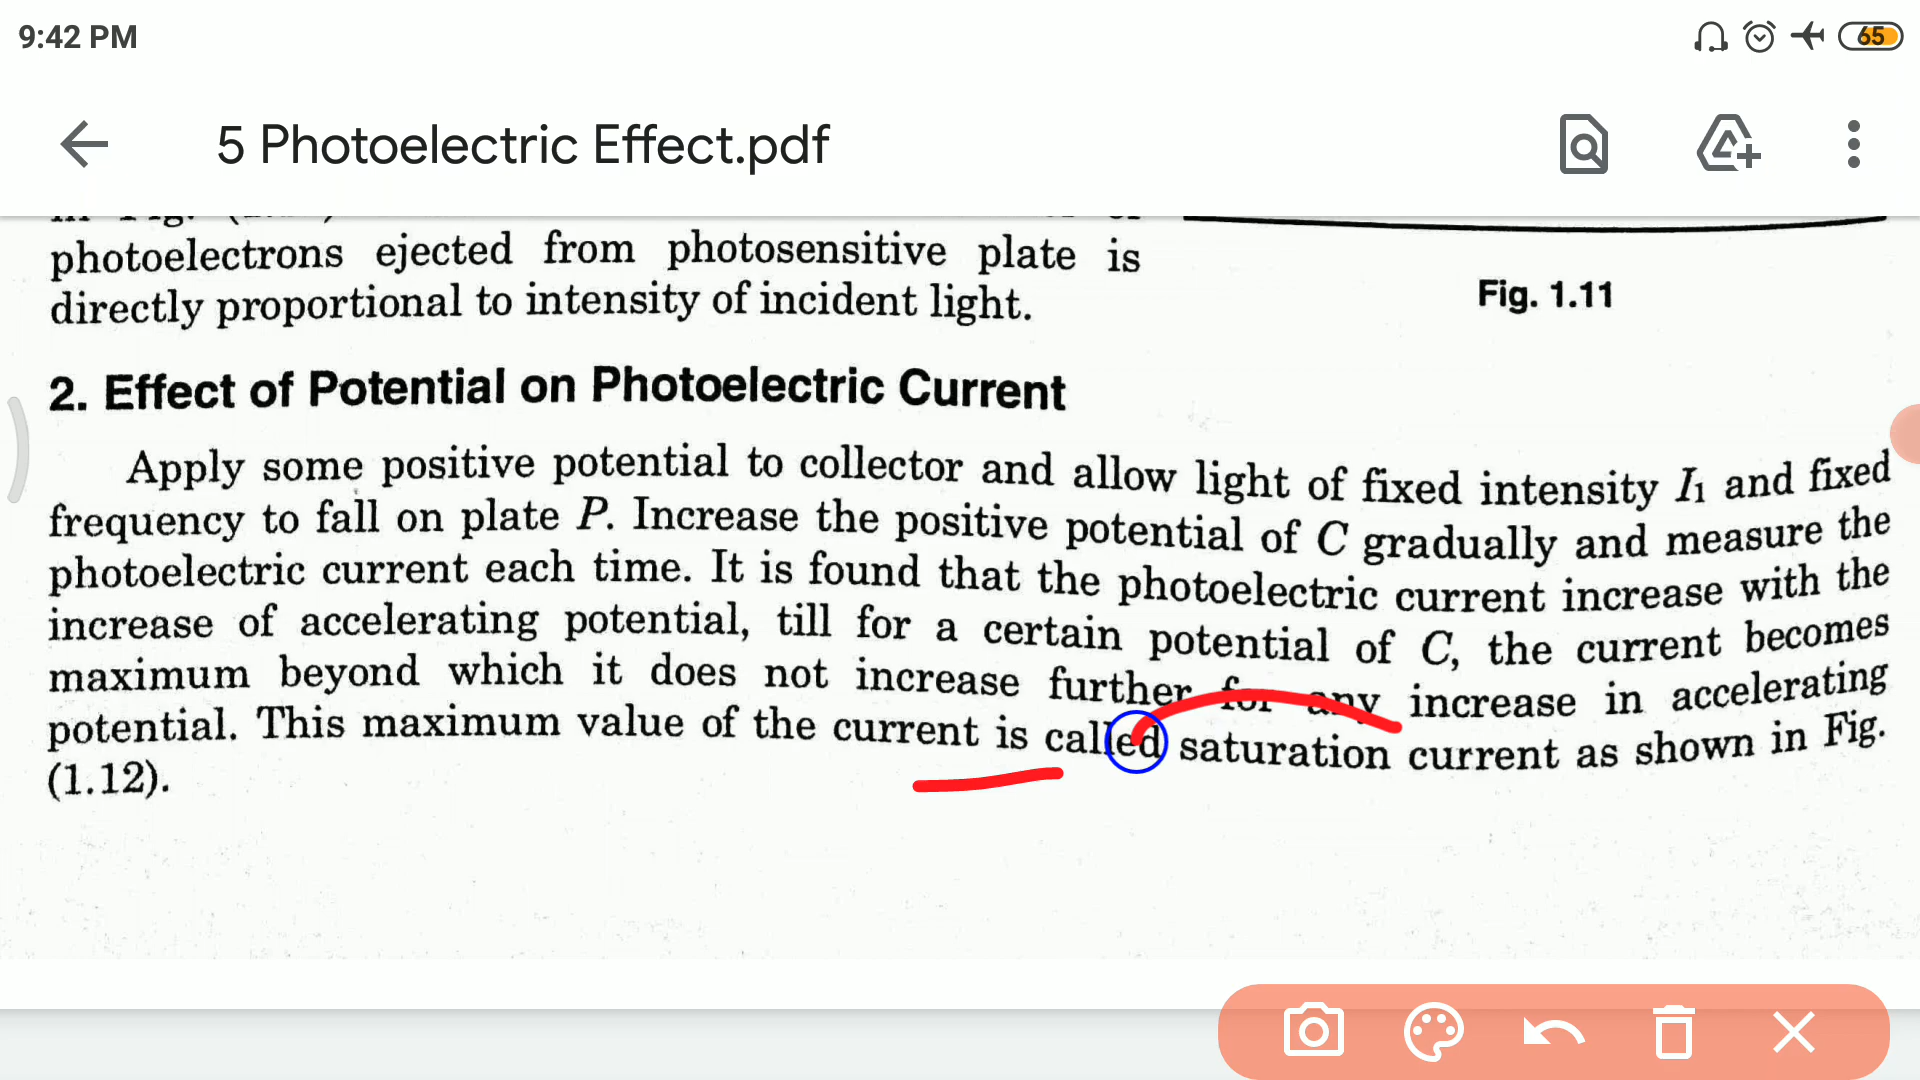 9:42 PM
65
5 Photoelectric Effect.pdf
photoelectrons ejected from photosensitive plate is
directly proportional to intensity of incident light.
Fig. 1.11
2. Effect of Potential on Photoelectric Current
Apply some positive potential to collector and allow light of fixed intensity I1 and fixed
frequency to fall on plate P. Increase the positive potential of C gradually and measure the
photoelectric current each time. It is found that the photoelectric current increase with the
increase of accelerating potential, till for a certain potential of C, the current becomes
maximum beyond which it does not increase further for any increase in accelerating
potential. This maximum value of the current is called saturation current as shown in Fig.
(1.12).